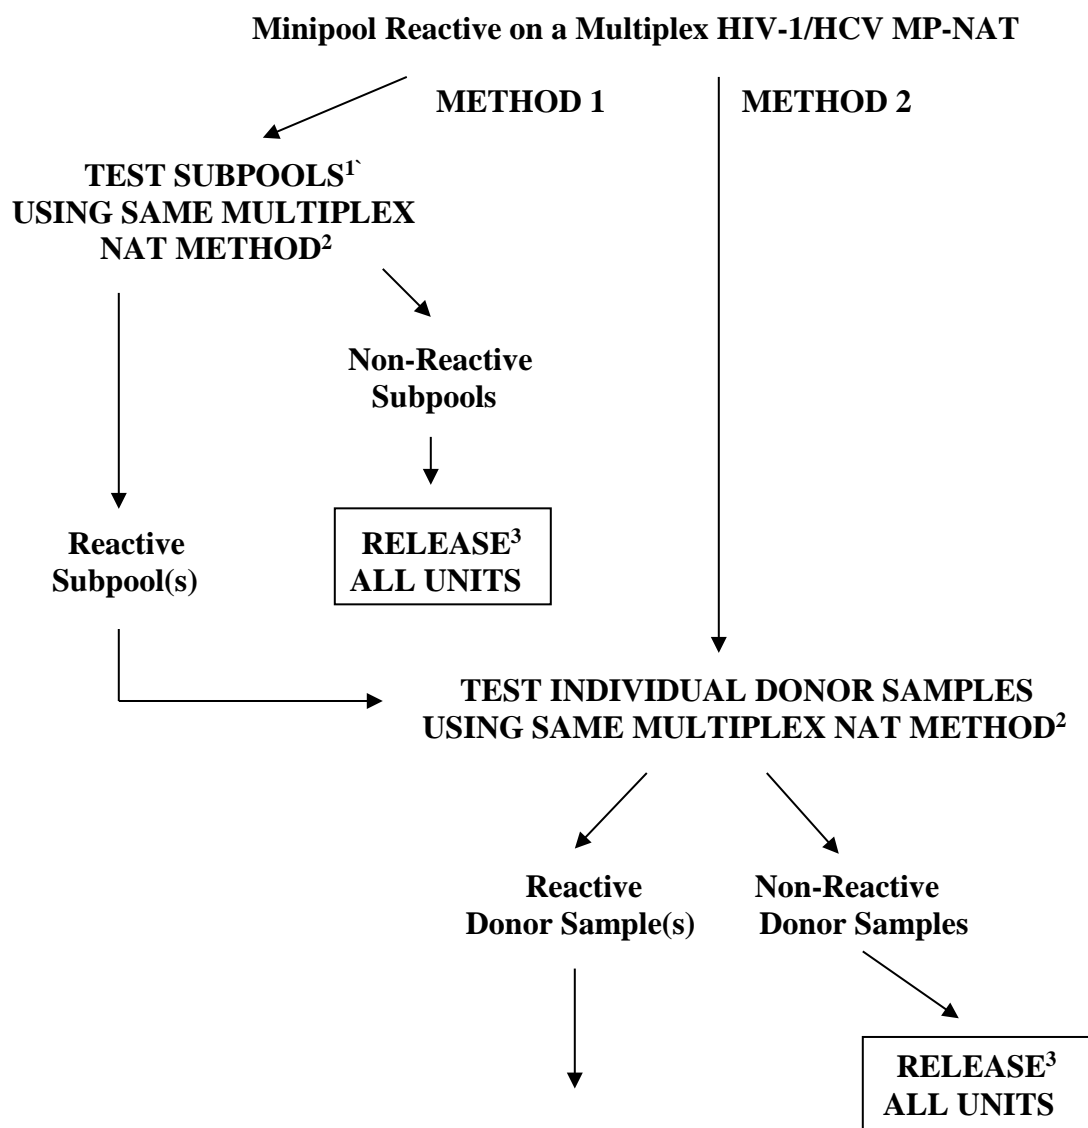 Minipool Reactive on a Multiplex HIV-1/HCV MP-NAT
METHOD 1
METHOD 2
TEST SUBPOOLS1`
USING SAME MULTIPLEX
NAT METHOD2
Non-Reactive
Subpools
Reactive
Subpool(s)
RELEASE3
ALL UNITS
TEST INDIVIDUAL DONOR SAMPLES
USING SAME MULTIPLEX NAT METHOD2
Reactive
Donor Sample(s)
Non-Reactive
Donor Samples
RELEASE3
ALL UNITS